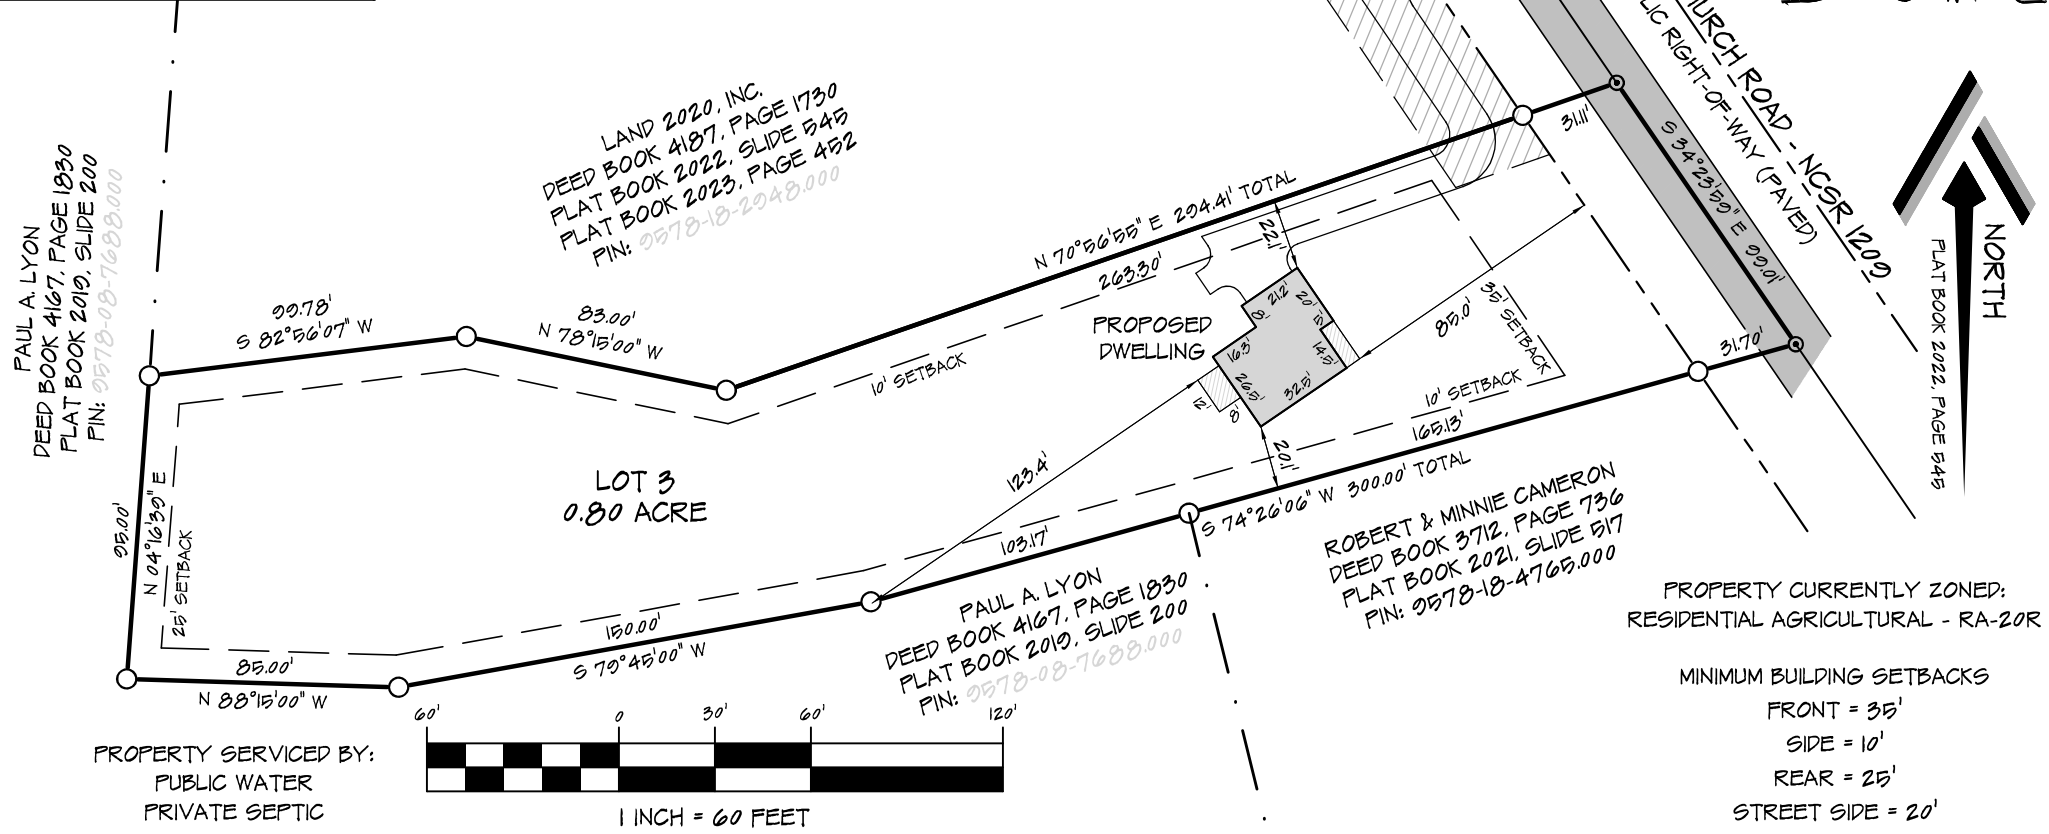 LAND 2020, INC.
DEED BOOK 4187, PAGE 1730
PLAT BOOK 2022, SLIDE 545
PLAT BOOK 2023, PAGE 452
PIN: 9578-18-2948.000
PAUL A. LYON
DEED BOOK 4167, PAGE 1830
PLAT BOOK 2019, SLIDE 200
PIN: 9578-08-7688.000
HURCH ROAD - NCSR 1209
LIC RIGHT-OF-WAY (PAVED)
31.11'
S 34°23'59" E 99.01'
31.70'
NORTH
PLAT BOOK 2022, PAGE 545
99.78'
S 82°56'07" W
83.00'
N 78°15'00" W
N 70°56'55" E 294.41' TOTAL
263.30'
10' SETBACK
22.1'
PROPOSED
DWELLING
21.2'
20'
8'
5'
16.3'
14.5'
26.5'
32.5'
12'
8'
85.0'
35' SETBACK
10' SETBACK
165.13'
20.1'
123.4'
LOT 3
0.80 ACRE
95.00'
N 04°16'39" E
25' SETBACK
85.00'
N 88°15'00" W
150.00'
S 79°45'00" W
103.17'
S 74°26'06" W 300.00' TOTAL
PAUL A. LYON
DEED BOOK 4167, PAGE 1830
PLAT BOOK 2019, SLIDE 200
PIN: 9578-08-7688.000
ROBERT & MINNIE CAMERON
DEED BOOK 3712, PAGE 736
PLAT BOOK 2021, SLIDE 517
PIN: 9578-18-4765.000
PROPERTY CURRENTLY ZONED:
RESIDENTIAL AGRICULTURAL - RA-20R
MINIMUM BUILDING SETBACKS
FRONT = 35'
SIDE = 10'
REAR = 25'
STREET SIDE = 20'
PROPERTY SERVICED BY:
PUBLIC WATER
PRIVATE SEPTIC
60' 0 30' 60' 120'
1 INCH = 60 FEET